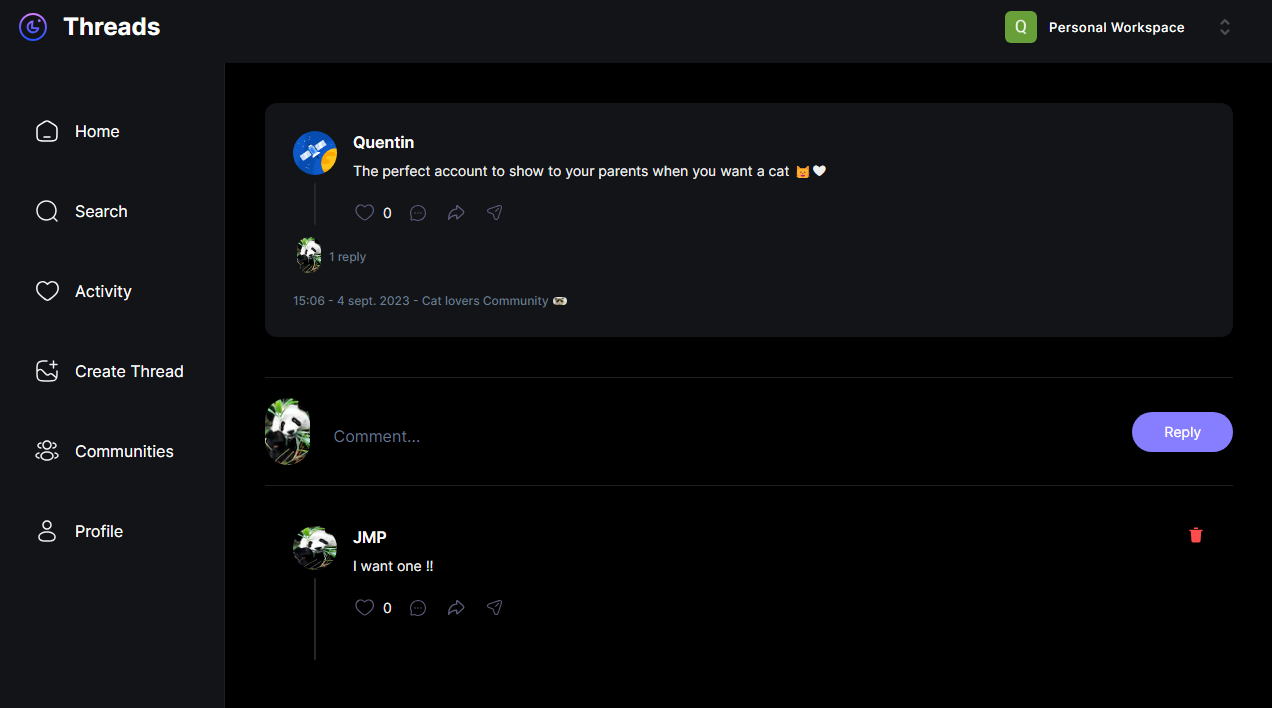 Threads
Q Personal Workspace
Home
Search
Activity
Create Thread
Communities
Profile
Quentin
The perfect account to show to your parents when you want a cat 😼🤍
0
1 reply
15:06 - 4 sept. 2023 - Cat lovers Community
Comment...
Reply
JMP
I want one !!
0